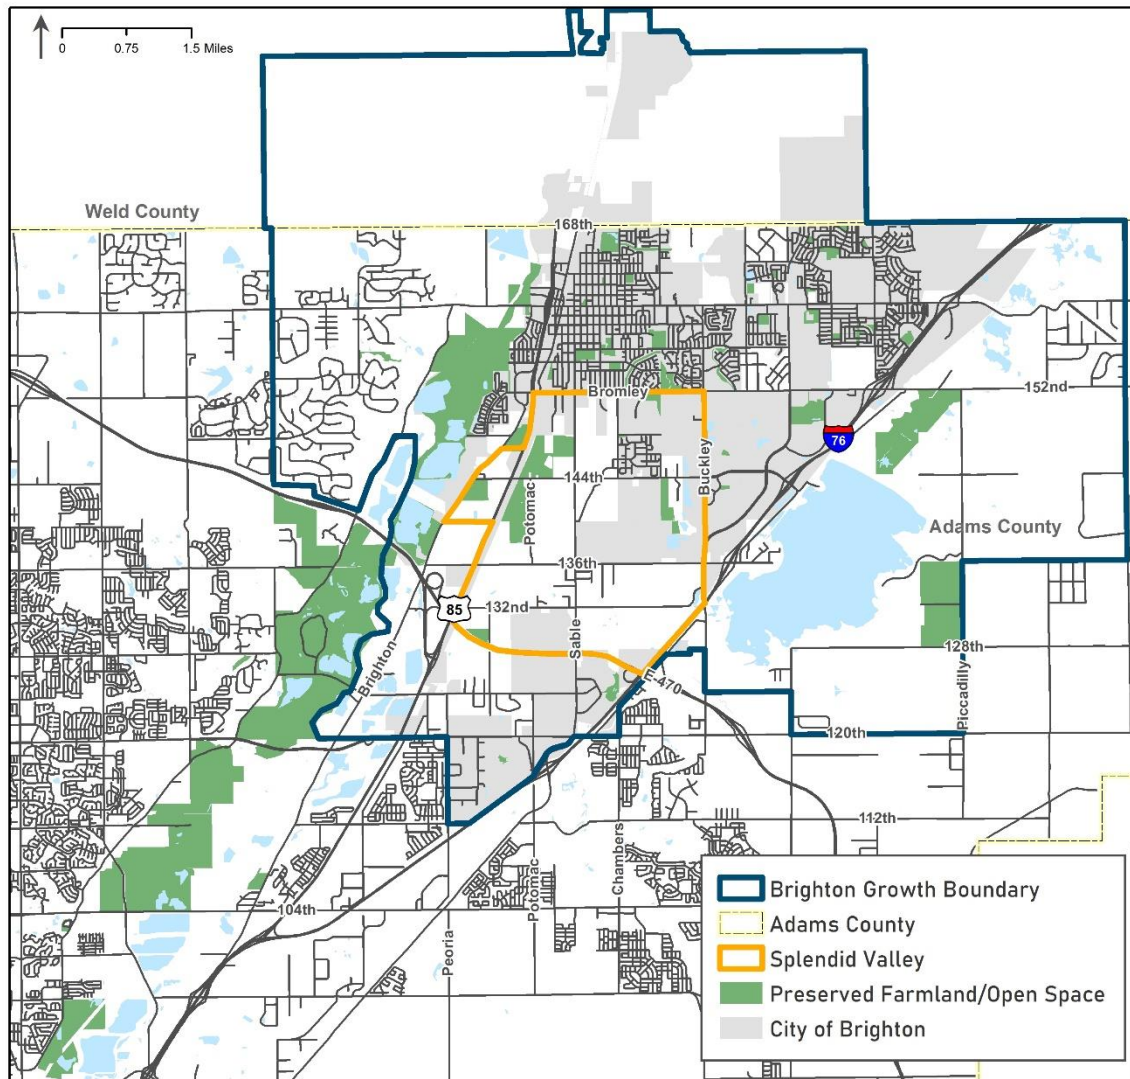 0 0.75 1.5 Miles
Weld County
168th
152nd
Bromley
76
Buckley
144th
Potomac
Adams County
136th
85
132nd
Sable
128th
E-470
Brighton
Piccadilly
120th
112th
Chambers
Potomac
104th
Peoria
Brighton Growth Boundary
Adams County
Splendid Valley
Preserved Farmland/Open Space
City of Brighton